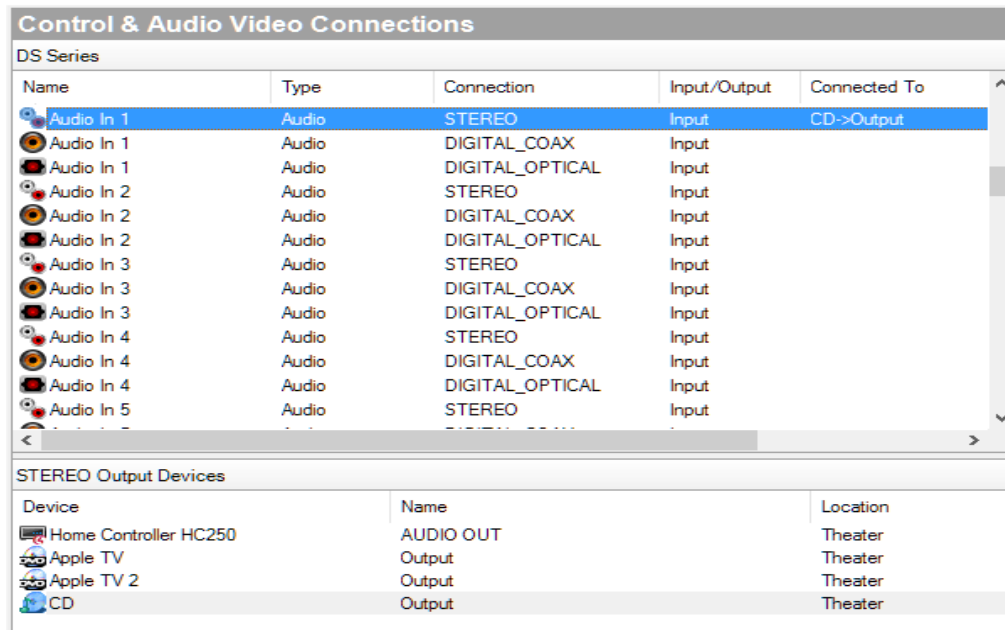 Control & Audio Video Connections
DS Series
Name Type Connection Input/Output Connected To
Audio In 1 Audio STEREO Input CD->Output
Audio In 1 Audio DIGITAL_COAX Input
Audio In 1 Audio DIGITAL_OPTICAL Input
Audio In 2 Audio STEREO Input
Audio In 2 Audio DIGITAL_COAX Input
Audio In 2 Audio DIGITAL_OPTICAL Input
Audio In 3 Audio STEREO Input
Audio In 3 Audio DIGITAL_COAX Input
Audio In 3 Audio DIGITAL_OPTICAL Input
Audio In 4 Audio STEREO Input
Audio In 4 Audio DIGITAL_COAX Input
Audio In 4 Audio DIGITAL_OPTICAL Input
Audio In 5 Audio STEREO Input
STEREO Output Devices
Device Name Location
Home Controller HC250 AUDIO OUT Theater
Apple TV Output Theater
Apple TV 2 Output Theater
CD Output Theater